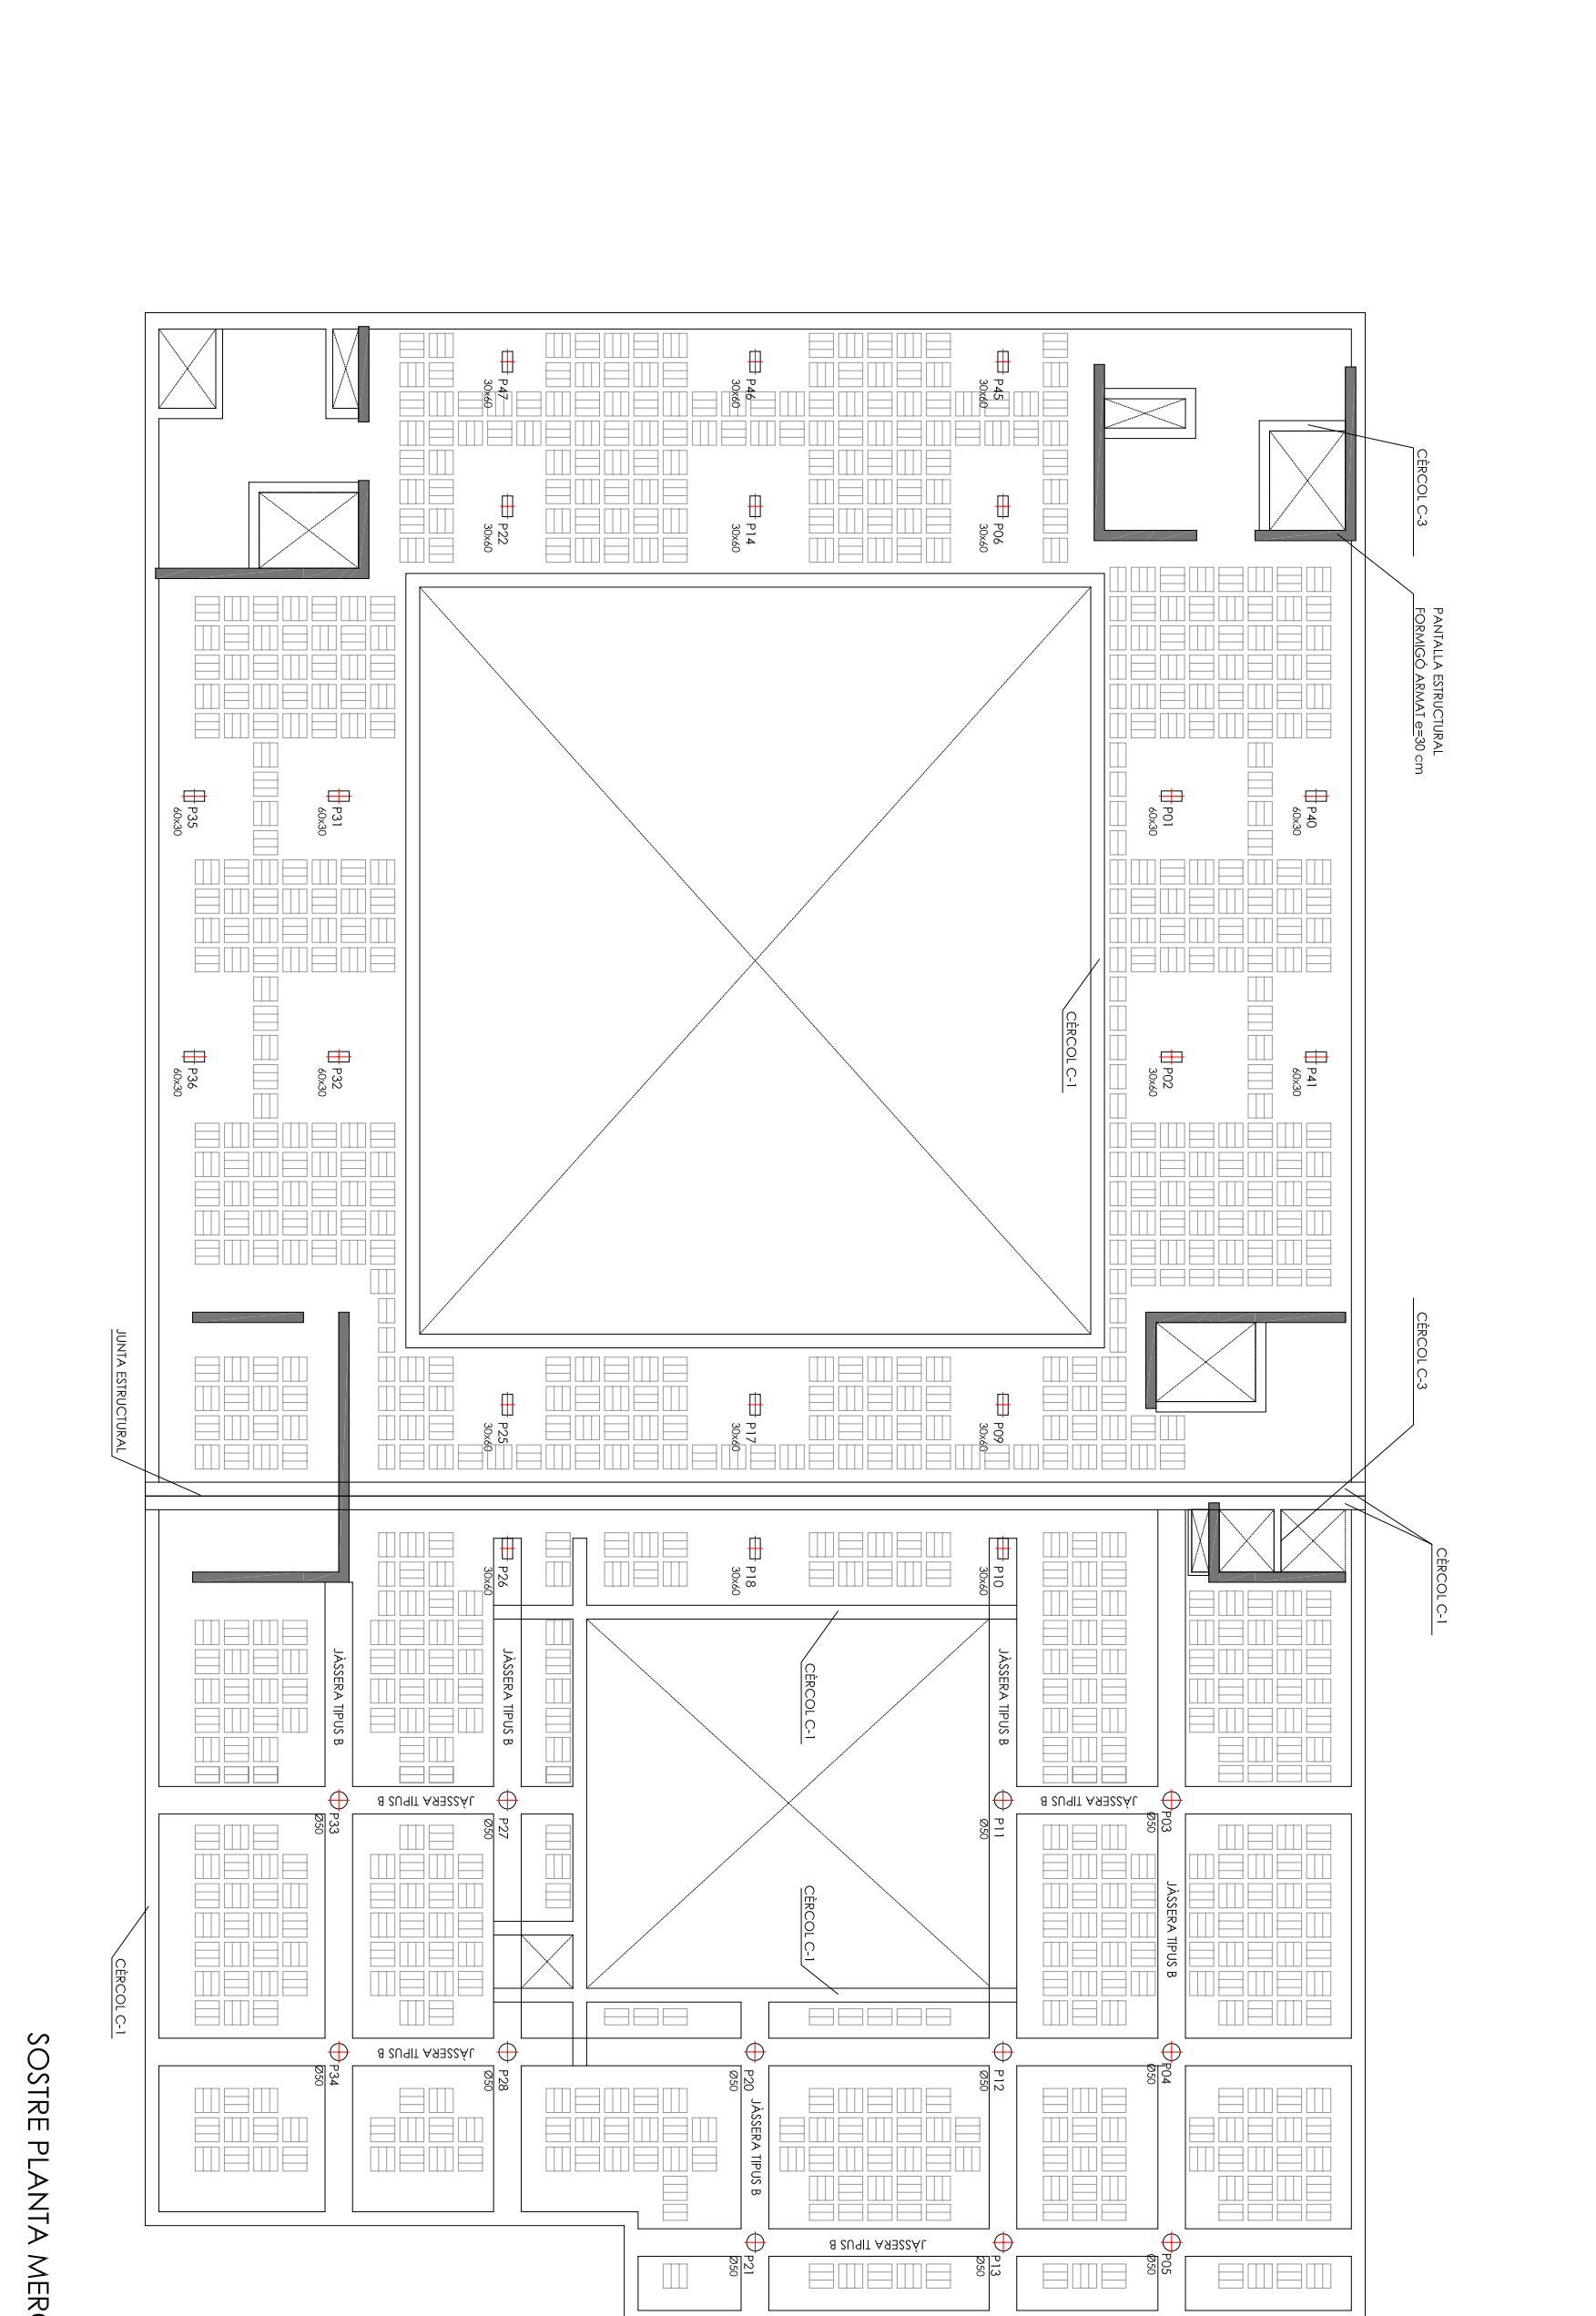 PANTALLA ESTRUCTURAL
FORMIGÓ ARMAT e=30 cm
CÈRCOL C-3
CÈRCOL C-3
CÈRCOL C-1
P40
60x30
P41
60x30
P01
60x30
P02
30x60
P03
Ø50
JÀSSERA TIPUS B
P04
Ø50
P05
Ø50
JÀSSERA TIPUS B
CÈRCOL C-1
P45
30x60
P06
30x60
P09
30x60
P10
30x60
JÀSSERA TIPUS B
P11
Ø50
P12
Ø50
P13
Ø50
JÀSSERA TIPUS B
CÈRCOL C-1
CÈRCOL C-1
P46
30x60
P14
30x60
P17
30x60
P18
30x60
P20
Ø50
JÀSSERA TIPUS B
P21
Ø50
P47
30x60
P22
30x60
P25
30x60
P26
30x60
JÀSSERA TIPUS B
P27
Ø50
P28
Ø50
JÀSSERA TIPUS B
JÀSSERA TIPUS B
P31
60x30
P32
60x30
JÀSSERA TIPUS B
P33
Ø50
P34
Ø50
P35
60x30
P36
60x30
JUNTA ESTRUCTURAL
CÈRCOL C-1
SOSTRE PLANTA